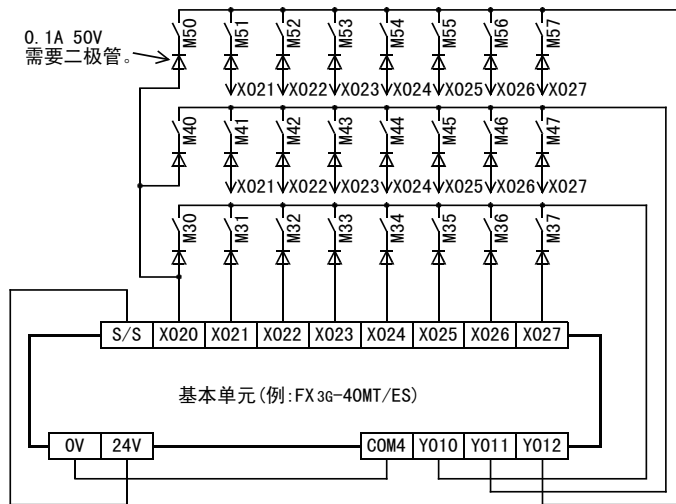 0.1A 50V
需要二极管。
M50 M51 M52 M53 M54 M55 M56 M57
X021 X022 X023 X024 X025 X026 X027
M40 M41 M42 M43 M44 M45 M46 M47
X021 X022 X023 X024 X025 X026 X027
M30 M31 M32 M33 M34 M35 M36 M37
S/S X020 X021 X022 X023 X024 X025 X026 X027
基本单元(例:FX3G-40MT/ES)
0V 24V COM4 Y010 Y011 Y012